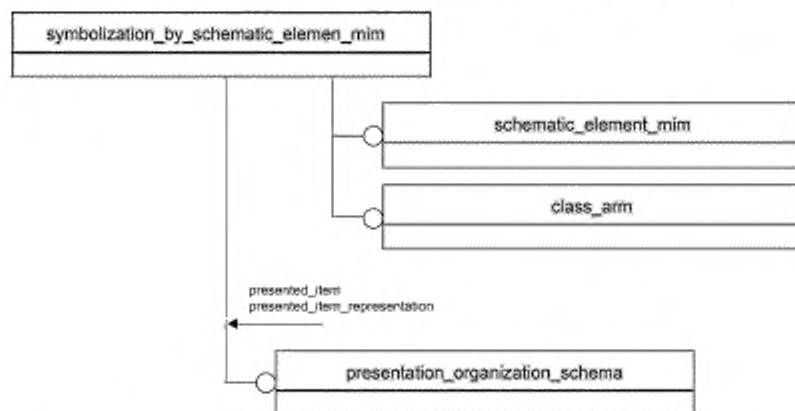 symbolization_by_schematic_elemen_mim
schematic_element_mim
class_arm
presented_item
presented_item_representation
presentation_organization_schema